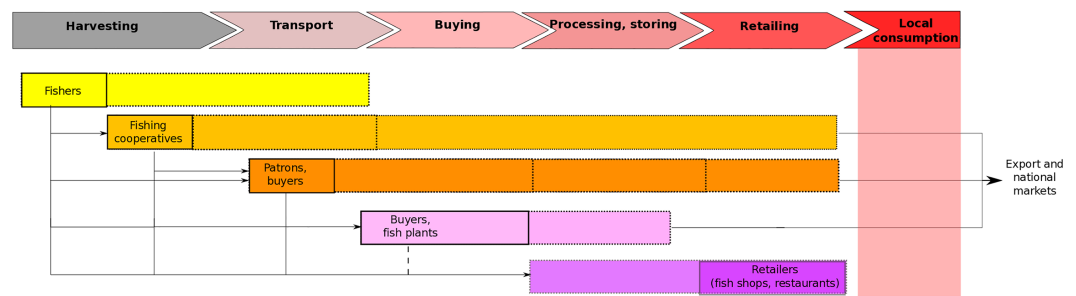 Harvesting
Transport
Buying
Processing, storing
Retailing
Local
consumption
Fishers
Fishing
cooperatives
Patrons,
buyers
Export and
national
markets
Buyers,
fish plants
Retailers
(fish shops, restaurants)